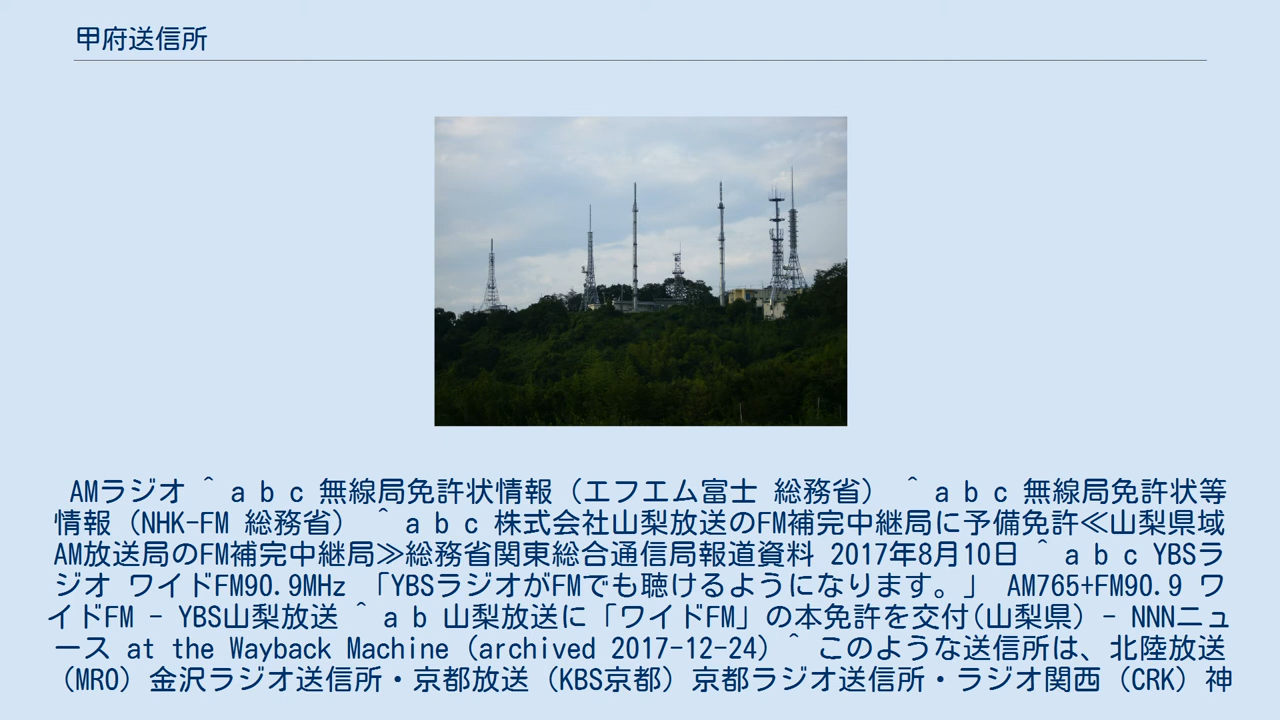 甲府送信所
AMラジオ ^ a b c 無線局免許状情報（エフエム富士 総務省） ^ a b c 無線局免許状等
情報（NHK-FM 総務省） ^ a b c 株式会社山梨放送のFM補完中継局に予備免許≪山梨県域
AM放送局のFM補完中継局≫総務省関東総合通信局報道資料 2017年8月10日 ^ a b c YBSラ
ジオ ワイドFM90.9MHz 「YBSラジオがFMでも聴けるようになります。」 AM765+FM90.9 ワ
イドFM - YBS山梨放送 ^ a b 山梨放送に「ワイドFM」の本免許を交付(山梨県) - NNNニュ
ース at the Wayback Machine (archived 2017-12-24) ^ このような送信所は、北陸放送
（MRO）金沢ラジオ送信所・京都放送（KBS京都）京都ラジオ送信所・ラジオ関西（CRK）神